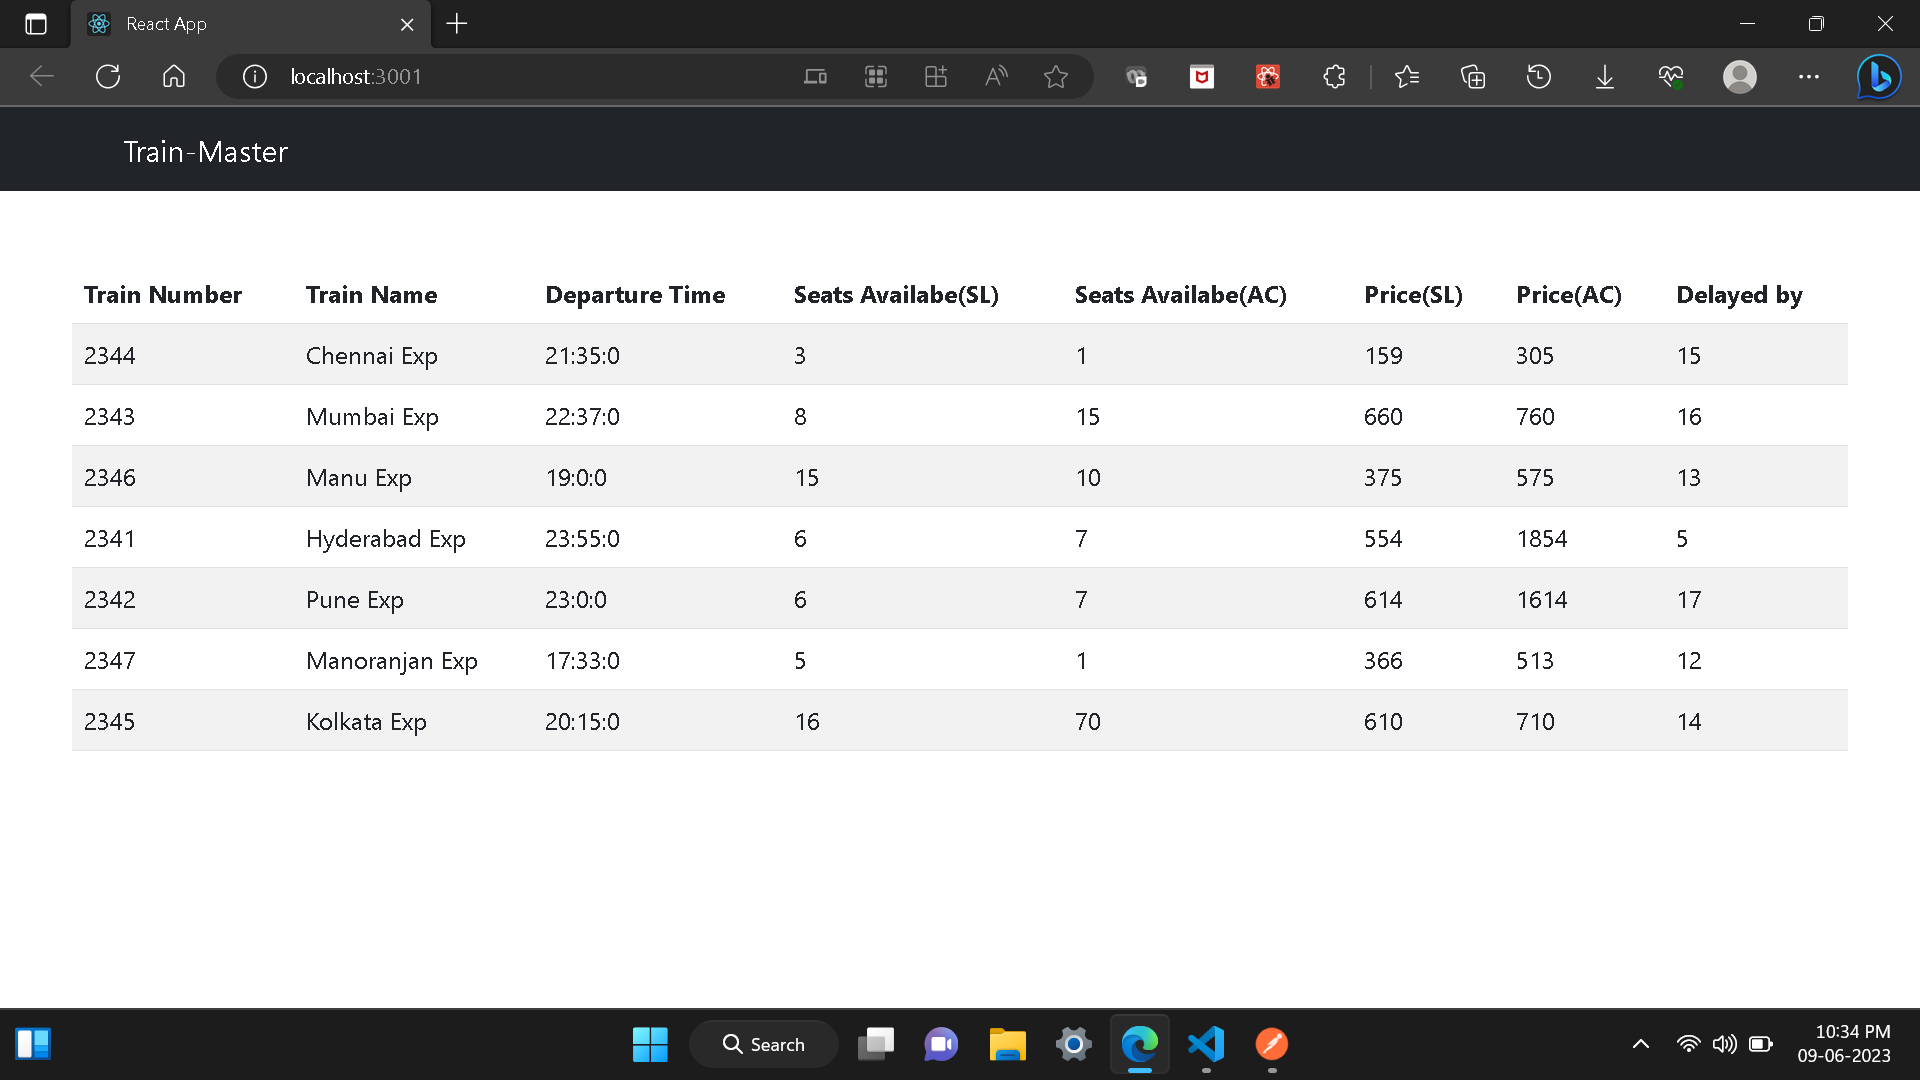 React App
localhost:3001
Train-Master
Train Number Train Name Departure Time Seats Availabe(SL) Seats Availabe(AC) Price(SL) Price(AC) Delayed by
2344 Chennai Exp 21:35:0 3 1 159 305 15
2343 Mumbai Exp 22:37:0 8 15 660 760 16
2346 Manu Exp 19:0:0 15 10 375 575 13
2341 Hyderabad Exp 23:55:0 6 7 554 1854 5
2342 Pune Exp 23:0:0 6 7 614 1614 17
2347 Manoranjan Exp 17:33:0 5 1 366 513 12
2345 Kolkata Exp 20:15:0 16 70 610 710 14
Search
10:34 PM
09-06-2023